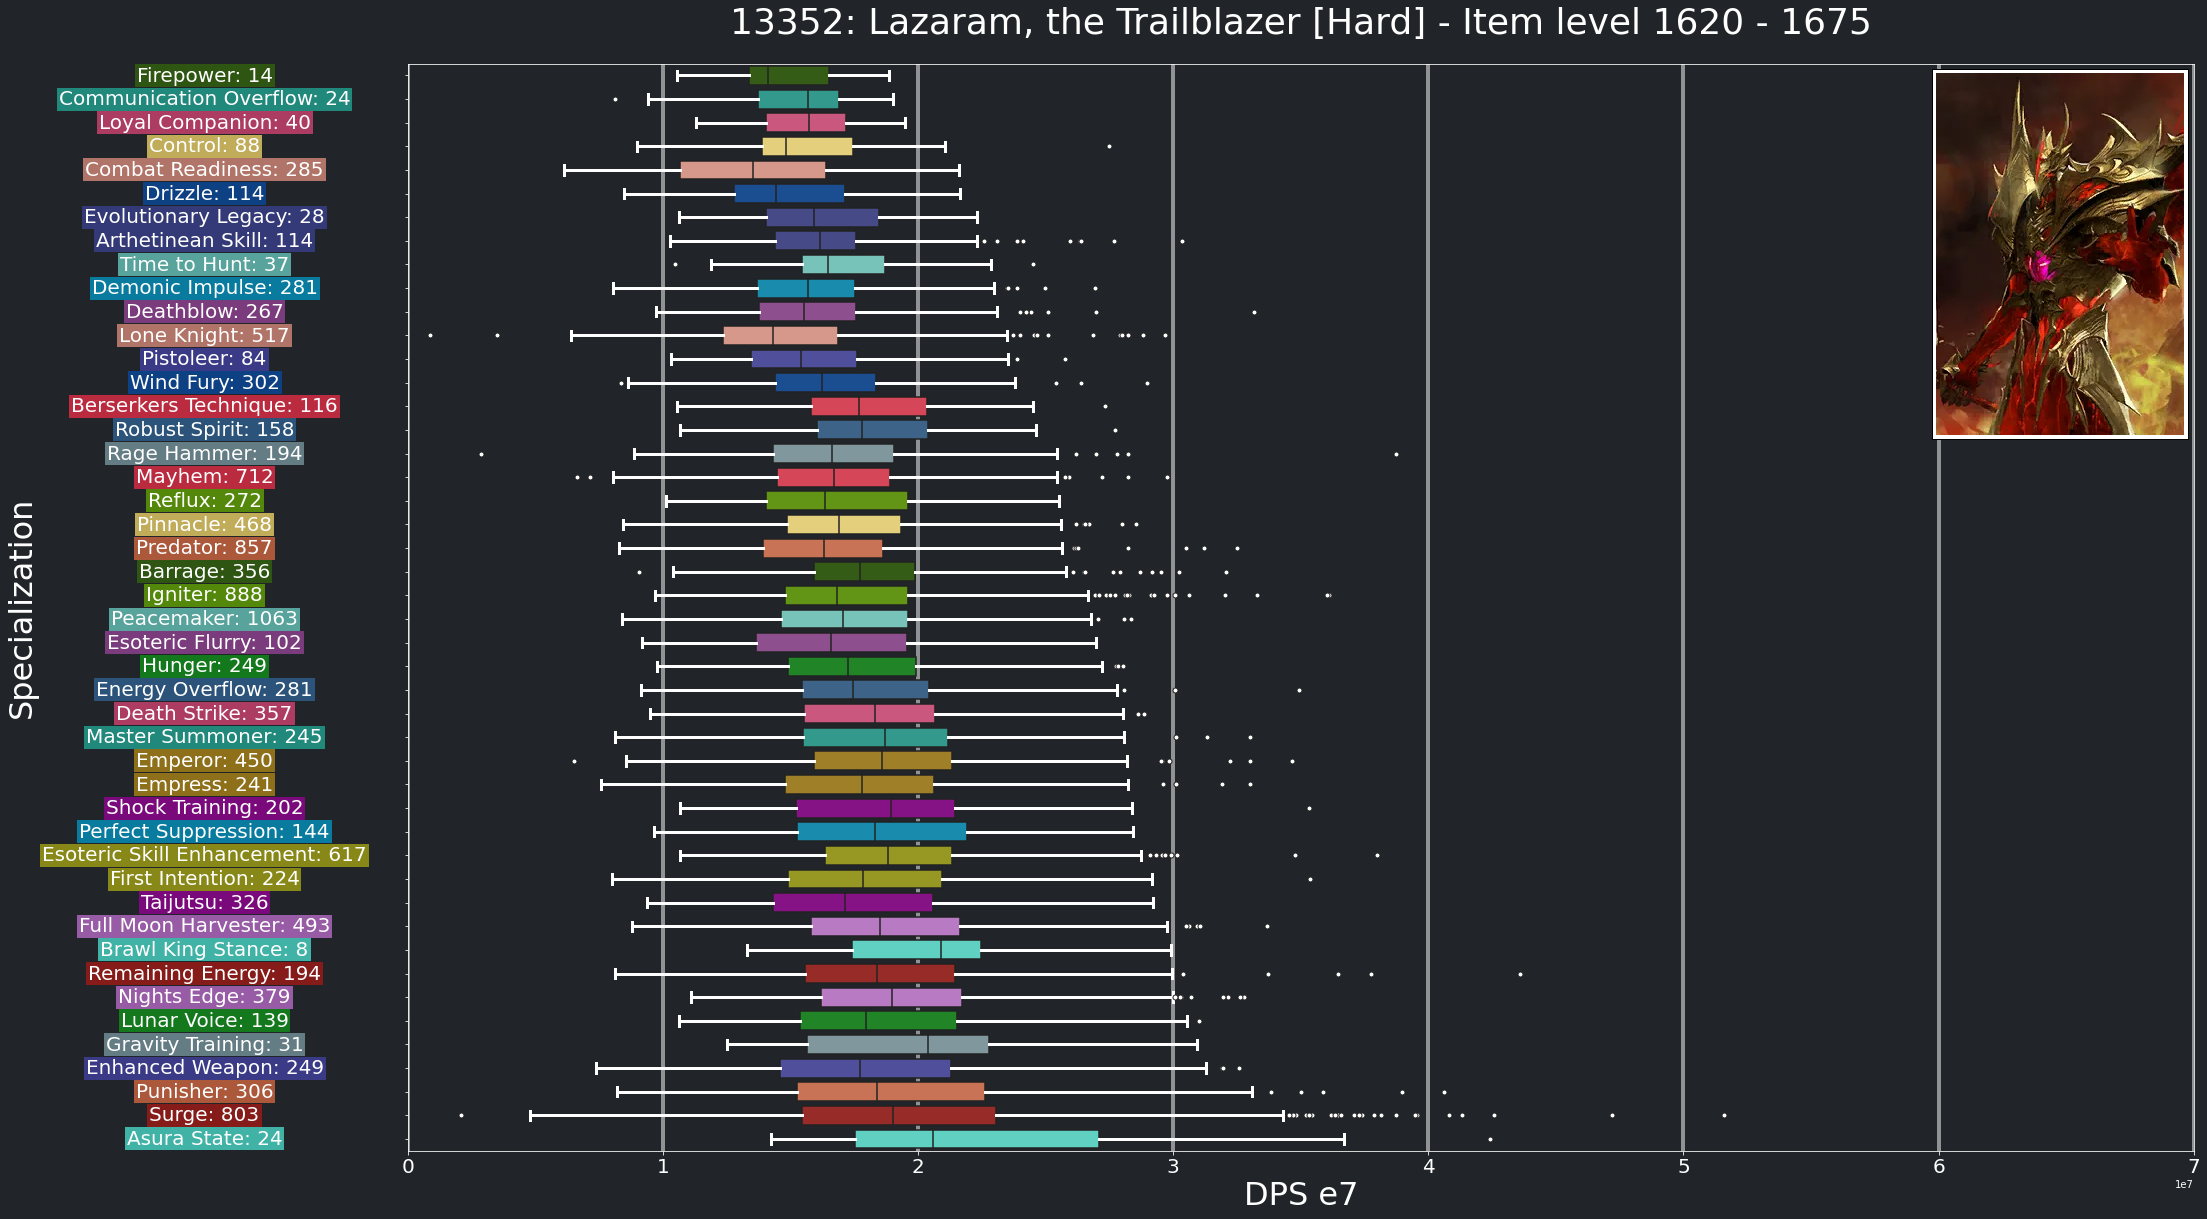 13352: Lazaram, the Trailblazer [Hard] - Item level 1620 - 1675
Specialization
Firepower: 14
Communication Overflow: 24
Loyal Companion: 40
Control: 88
Combat Readiness: 285
Drizzle: 114
Evolutionary Legacy: 28
Arthetinean Skill: 114
Time to Hunt: 37
Demonic Impulse: 281
Deathblow: 267
Lone Knight: 517
Pistoleer: 84
Wind Fury: 302
Berserkers Technique: 116
Robust Spirit: 158
Rage Hammer: 194
Mayhem: 712
Reflux: 272
Pinnacle: 468
Predator: 857
Barrage: 356
Igniter: 888
Peacemaker: 1063
Esoteric Flurry: 102
Hunger: 249
Energy Overflow: 281
Death Strike: 357
Master Summoner: 245
Emperor: 450
Empress: 241
Shock Training: 202
Perfect Suppression: 144
Esoteric Skill Enhancement: 617
First Intention: 224
Taijutsu: 326
Full Moon Harvester: 493
Brawl King Stance: 8
Remaining Energy: 194
Nights Edge: 379
Lunar Voice: 139
Gravity Training: 31
Enhanced Weapon: 249
Punisher: 306
Surge: 803
Asura State: 24
0 1 2 3 4 5 6 7
1e7
DPS e7